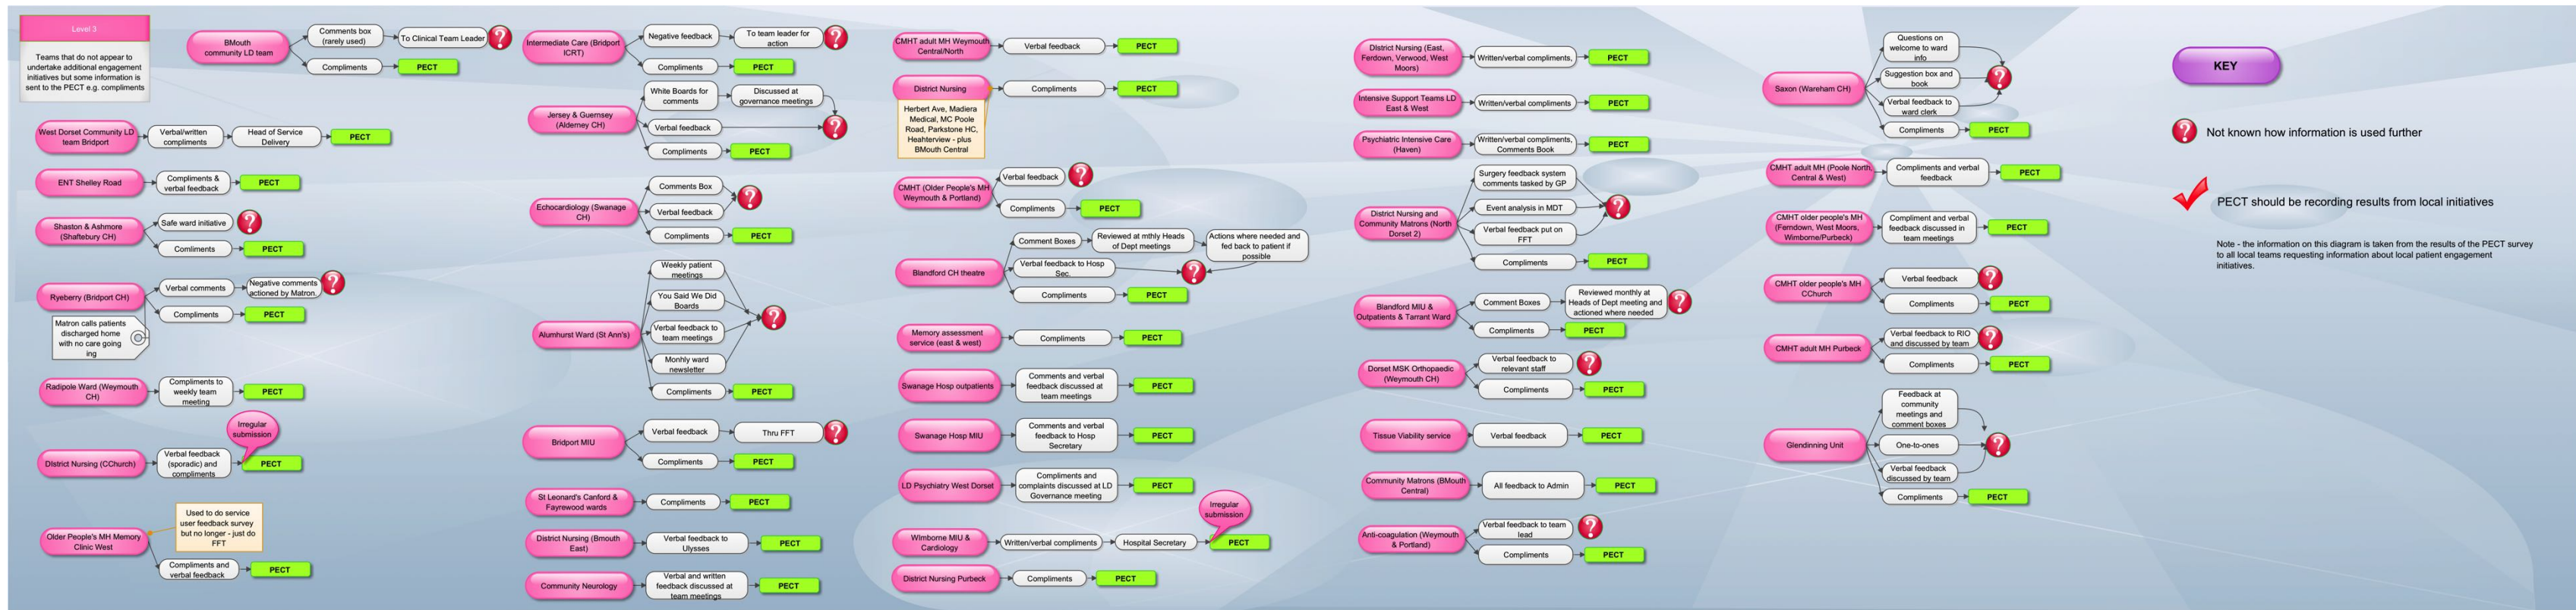 Level 3
Teams that do not appear to
undertake additional engagement
initiatives but some information is
sent to the PECT e.g. compliments
BMouth
community LD team
Comments box
(rarely used)
To Clinical Team Leader
?
Compliments
PECT
West Dorset Community LD
team Bridport
Verbal/written
compliments
Head of Service
Delivery
PECT
ENT Shelley Road
Compliments &
verbal feedback
PECT
Shaston & Ashmore
(Shaftebury CH)
Safe ward initiative
?
Comliments
PECT
Ryeberry (Bridport CH)
Verbal comments
Negative comments
actioned by Matron.
?
Compliments
PECT
Matron calls patients
discharged home
with no care going
ing
Radipole Ward (Weymouth
CH)
Compliments to
weekly team
meeting
PECT
Irregular
submission
DIstrict Nursing (CChurch)
Verbal feedback
(sporadic) and
compliments
PECT
Used to do service
user feedback survey
but no longer - just do
FFT
Older People's MH Memory
Clinic West
Compliments and
verbal feedback
PECT
Intermediate Care (Bridport
ICRT)
Negative feedback
To team leader for
action
?
Compliments
PECT
Jersey & Guernsey
(Alderney CH)
White Boards for
comments
Discussed at
governance meetings
Verbal feedback
?
Compliments
PECT
Echocardiology (Swanage
CH)
Comments Box
Verbal feedback
?
Compliments
PECT
Alumhurst Ward (St Ann's)
Weekly patient
meetings
You Said We Did
Boards
Verbal feedback to
team meetings
Monhly ward
newsletter
?
Compliments
PECT
Bridport MIU
Verbal feedback
Thru FFT
?
Compliments
PECT
St Leonard's Canford &
Fayrewood wards
Compliments
PECT
District Nursing (Bmouth
East)
Verbal feedback to
Ulysses
PECT
Community Neurology
Verbal and written
feedback discussed at
team meetings
PECT
CMHT adult MH Weymouth
Central/North
Verbal feedback
PECT
District Nursing
Compliments
PECT
Herbert Ave, Madiera
Medical, MC Poole
Road, Parkstone HC,
Heahterview - plus
BMouth Central
CMHT (Older People's MH
Weymouth & Portland)
Verbal feedback
?
Compliments
PECT
Blandford CH theatre
Comment Boxes
Reviewed at mthly Heads
of Dept meetings
Actions where needed and
fed back to patient if
possible
Verbal feedback to Hosp
Sec.
?
Compliments
PECT
Memory assessment
service (east & west)
Compliments
PECT
Swanage Hosp outpatients
Comments and verbal
feedback discussed at
team meetings
PECT
Swanage Hosp MIU
Comments and verbal
feedback to Hosp
Secretary
PECT
LD Psychiatry West Dorset
Compliments and
complaints discussed at LD
Governance meeting
PECT
Irregular
submission
WImborne MIU &
Cardiology
Written/verbal compliments
Hospital Secretary
PECT
District Nursing Purbeck
Compliments
PECT
DIstrict Nursing (East,
Ferdown, Verwood, West
Moors)
Written/verbal compliments,
PECT
Intensive Support Teams LD
East & West
Written/verbal compliments
PECT
Psychiatric Intensive Care
(Haven)
Written/verbal compliments,
Comments Book
PECT
District Nursing and
Community Matrons (North
Dorset 2)
Surgery feedback system
comments tasked by GP
Event analysis in MDT
Verbal feedback put on
FFT
?
Compliments
PECT
Blandford MIU &
Outpatients & Tarrant Ward
Comment Boxes
Reviewed monthly at
Heads of Dept meeting and
actioned where needed
?
Compliments
PECT
Dorset MSK Orthopaedic
(Weymouth CH)
Verbal feedback to
relevant staff
?
Compliments
PECT
Tissue Viability service
Verbal feedback
PECT
Community Matrons (BMouth
Central)
All feedback to Admin
PECT
Anti-coagulation (Weymouth
& Portland)
Verbal feedback to team
lead
?
Compliments
PECT
Saxon (Wareham CH)
Questions on
welcome to ward
info
Suggestion box and
book
Verbal feedback to
ward clerk
?
Compliments
PECT
CMHT adult MH (Poole North,
Central & West)
Compliments and verbal
feedback
PECT
CMHT older people's MH
(Ferndown, West Moors,
Wimborne/Purbeck)
Compliment and verbal
feedback discussed in
team meetings
PECT
CMHT older people's MH
CChurch
Verbal feedback
?
Compliments
PECT
CMHT adult MH Purbeck
Verbal feedback to RIO
and discussed by team
?
Compliments
PECT
Glendinning Unit
Feedback at
community
meetings and
comment boxes
One-to-ones
Verbal feedback
discussed by team
?
Compliments
PECT
KEY
?
Not known how information is used further
PECT should be recording results from local initiatives
Note - the information on this diagram is taken from the results of the PECT survey
to all local teams requesting information about local patient engagement
initiatives.